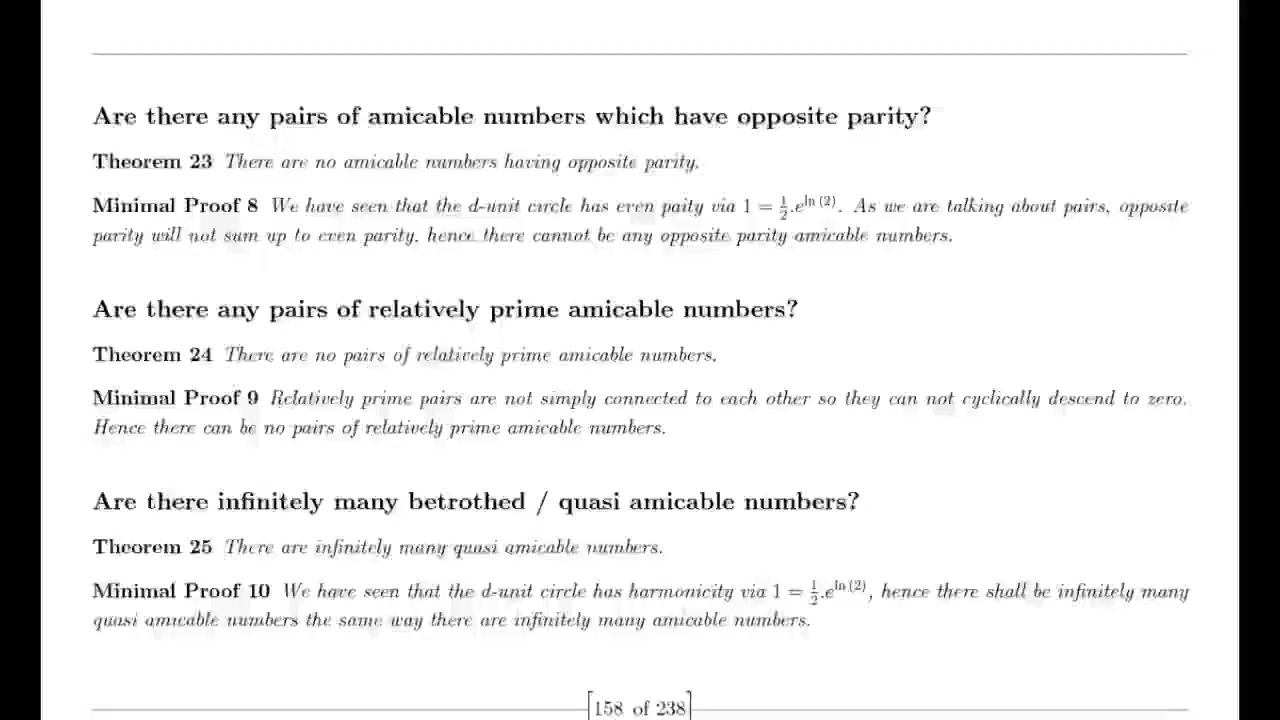 Are there any pairs of amicable numbers which have opposite parity?
Theorem 23 There are no amicable numbers having opposite parity.
Minimal Proof 8 We have seen that the d-unit circle has even paity via 1 = ½.e^{ln (2)}. As we are talking about pairs, opposite
parity will not sum up to even parity. hence there cannot be any opposite parity amicable numbers.
Are there any pairs of relatively prime amicable numbers?
Theorem 24 There are no pairs of relatively prime amicable numbers.
Minimal Proof 9 Relatively prime pairs are not simply connected to each other so they can not cyclically descend to zero.
Hence there can be no pairs of relatively prime amicable numbers.
Are there infinitely many betrothed / quasi amicable numbers?
Theorem 25 There are infinitely many quasi amicable numbers.
Minimal Proof 10 We have seen that the d-unit circle has harmonicity via 1 = ½.e^{ln (2)}, hence there shall be infinitely many
quasi amicable numbers the same way there are infinitely many amicable numbers.
[158 of 238]